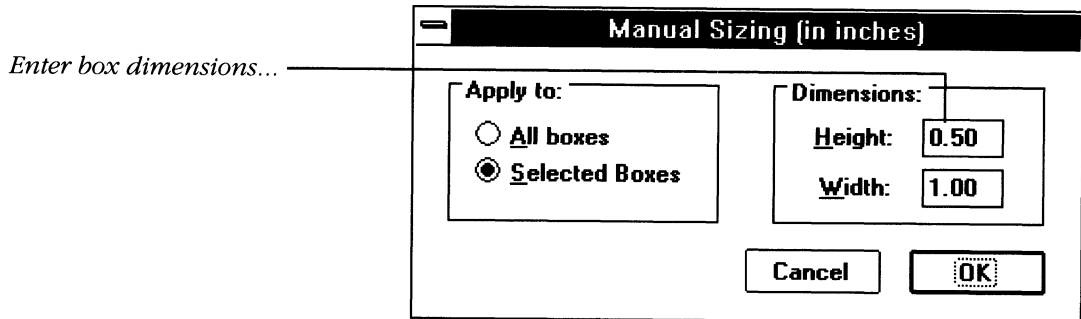 Manual Sizing (in inches)
Enter box dimensions...
Apply to:
All boxes
Selected Boxes
Dimensions:
Height: 0.50
Width: 1.00
Cancel
OK